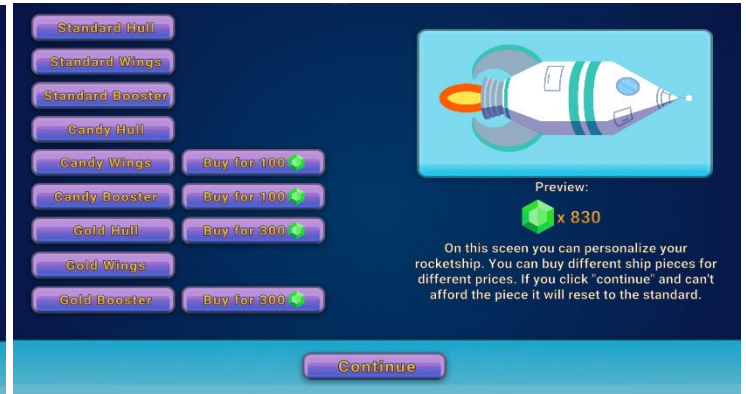 Standard Hull
Standard Wings
Standard Booster
Candy Hull
Candy Wings Buy for 100
Candy Booster Buy for 100
Gold Hull Buy for 300
Gold Wings
Gold Booster Buy for 300
Preview:
x 830
On this sceen you can personalize your
rocketship. You can buy different ship pieces for
different prices. If you click "continue" and can't
afford the piece it will reset to the standard.
Continue